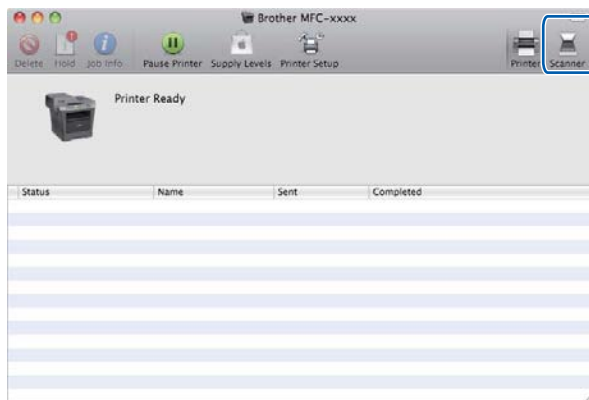 Brother MFC-xxxx
Delete Hold Job Info Pause Printer Supply Levels Printer Setup Printer Scanner
Printer Ready
Status Name Sent Completed